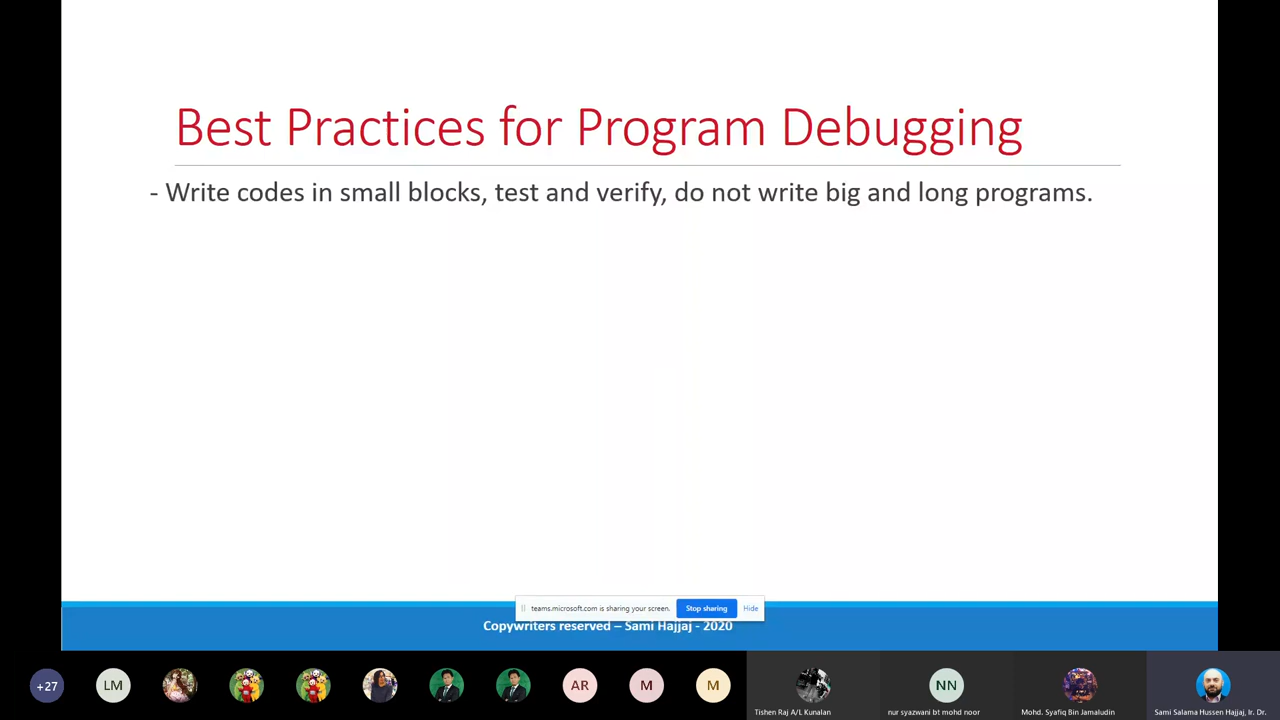 Best Practices for Program Debugging
- Write codes in small blocks, test and verify, do not write big and long programs.
teams.microsoft.com is sharing your screen. Stop sharing Hide
Copywriters reserved – Sami Hajjaj - 2020
+27 LM AR M M NN
Tishen Raj A/L Kunalan nur syazwani bt mohd noor Mohd. Syafiq Bin Jamaludin Sami Salama Hussen Hajjaj, Ir. Dr.